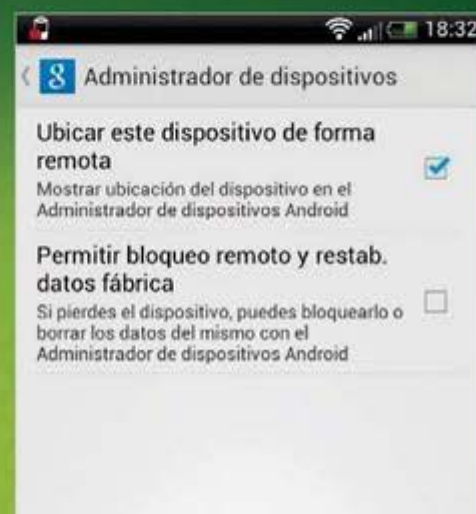 18:32
Administrador de dispositivos
Ubicar este dispositivo de forma
remota
Mostrar ubicación del dispositivo en el
Administrador de dispositivos Android
Permitir bloqueo remoto y restab.
datos fábrica
Si pierdes el dispositivo, puedes bloquearlo o
borrar los datos del mismo con el
Administrador de dispositivos Android